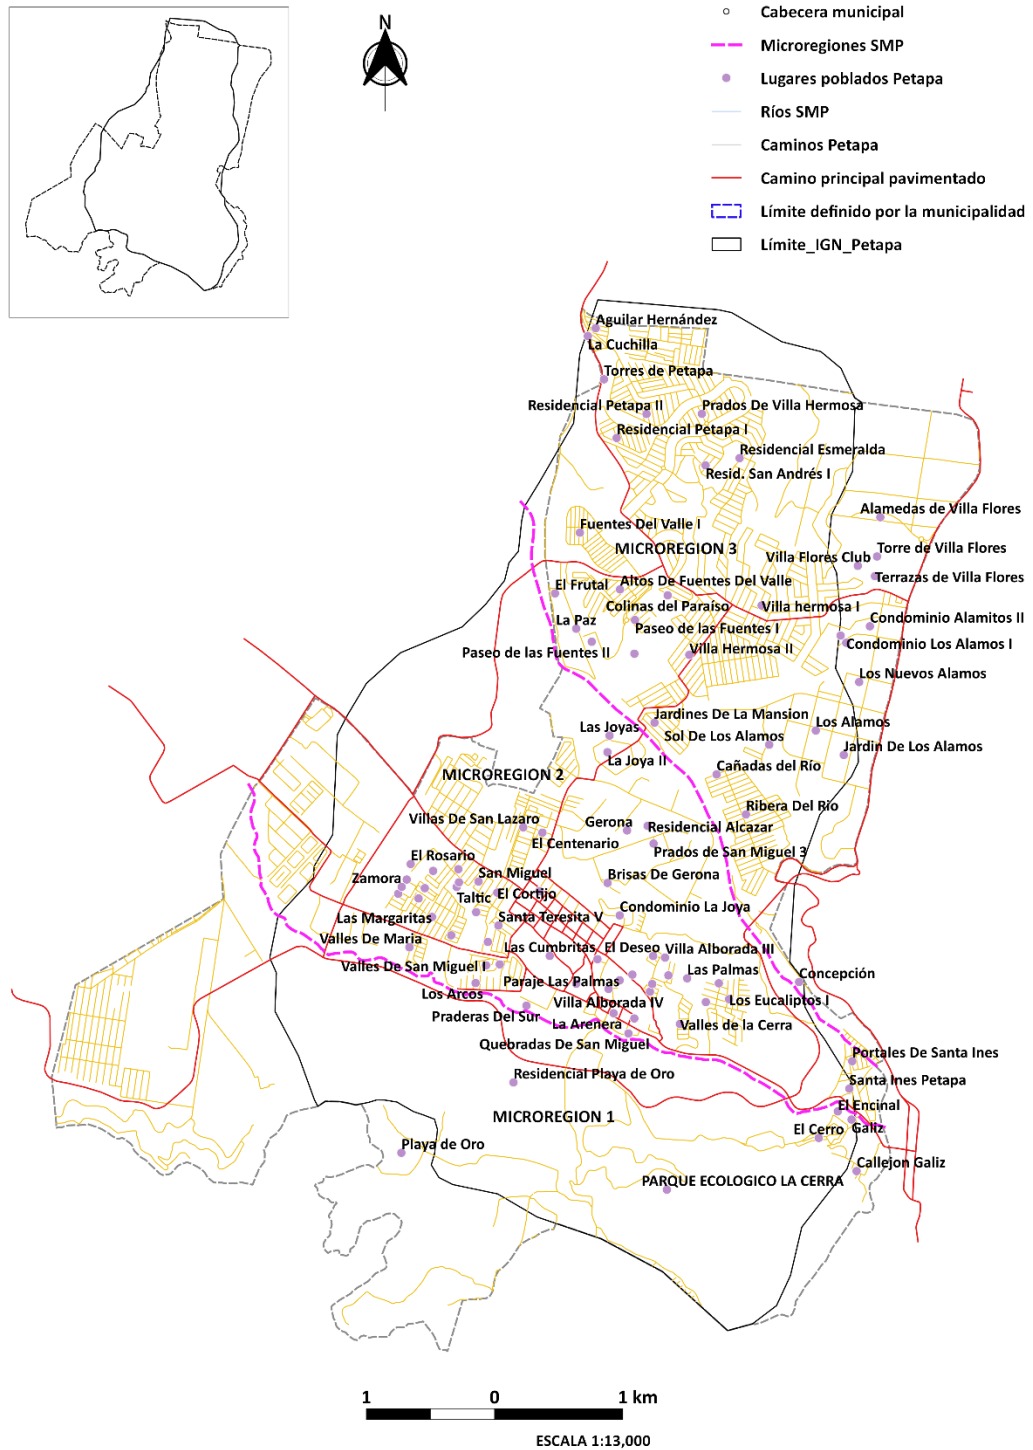 N
Cabecera municipal
Microregiones SMP
Lugares poblados Petapa
Ríos SMP
Caminos Petapa
Camino principal pavimentado
Límite definido por la municipalidad
Límite_IGN_Petapa
Aguilar Hernández
La Cuchilla
Torres de Petapa
Residencial Petapa II
Prados De Villa Hermosa
Residencial Petapa I
Residencial Esmeralda
Resid. San Andrés I
Alamedas de Villa Flores
Fuentes Del Valle I
MICROREGION 3
Torre de Villa Flores
Villa Flores Club
Terrazas de Villa Flores
El Frutal
Altos De Fuentes Del Valle
Colinas del Paraíso
Villa hermosa I
La Paz
Paseo de las Fuentes I
Condominio Alamitos II
Condominio Los Alamos I
Paseo de las Fuentes II
Villa Hermosa II
Los Nuevos Alamos
Jardines De La Mansion
Las Joyas
Los Alamos
Sol De Los Alamos
Jardin De Los Alamos
La Joya II
Cañadas del Río
MICROREGION 2
Ribera Del Rio
Villas De San Lazaro
Gerona
Residencial Alcazar
El Centenario
Prados de San Miguel 3
El Rosario
Zamora
San Miguel
Brisas De Gerona
Taltic
El Cortijo
Las Margaritas
Santa Teresita V
Condominio La Joya
Valles De Maria
Las Cumbritas
El Deseo
Villa Alborada III
Valles De San Miguel I
Concepción
Paraje Las Palmas
Las Palmas
Los Arcos
Villa Alborada IV
Los Eucaliptos I
Praderas Del Sur
La Arenera
Valles de la Cerra
Quebradas De San Miguel
Portales De Santa Ines
Residencial Playa de Oro
Santa Ines Petapa
El Encinal
MICROREGION 1
El Cerro
Galiz
Playa de Oro
Callejon Galiz
PARQUE ECOLOGICO LA CERRA
1 0 1 km
ESCALA 1:13,000